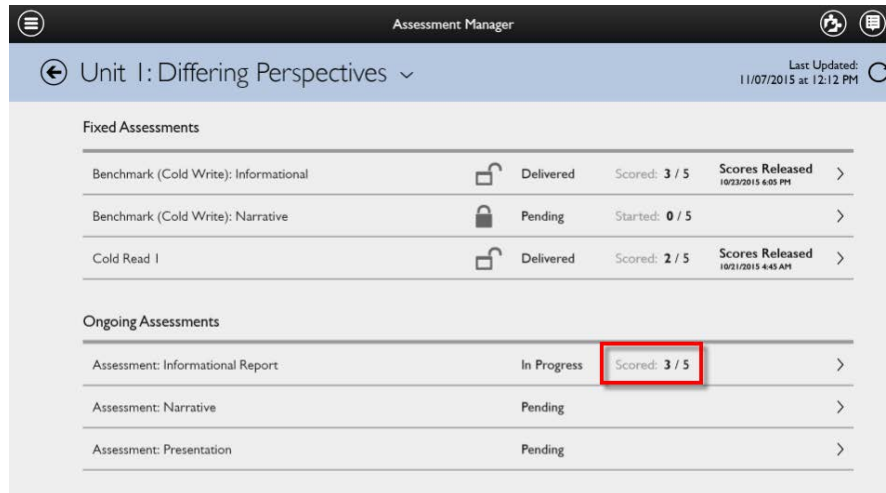 Assessment Manager
Unit 1: Differing Perspectives
Last Updated:
11/07/2015 at 12:12 PM
Fixed Assessments
Benchmark (Cold Write): Informational Delivered Scored: 3 / 5 Scores Released
10/23/2015 6:05 PM
Benchmark (Cold Write): Narrative Pending Started: 0 / 5
Cold Read 1 Delivered Scored: 2 / 5 Scores Released
10/21/2015 4:45 AM
Ongoing Assessments
Assessment: Informational Report In Progress Scored: 3 / 5
Assessment: Narrative Pending
Assessment: Presentation Pending